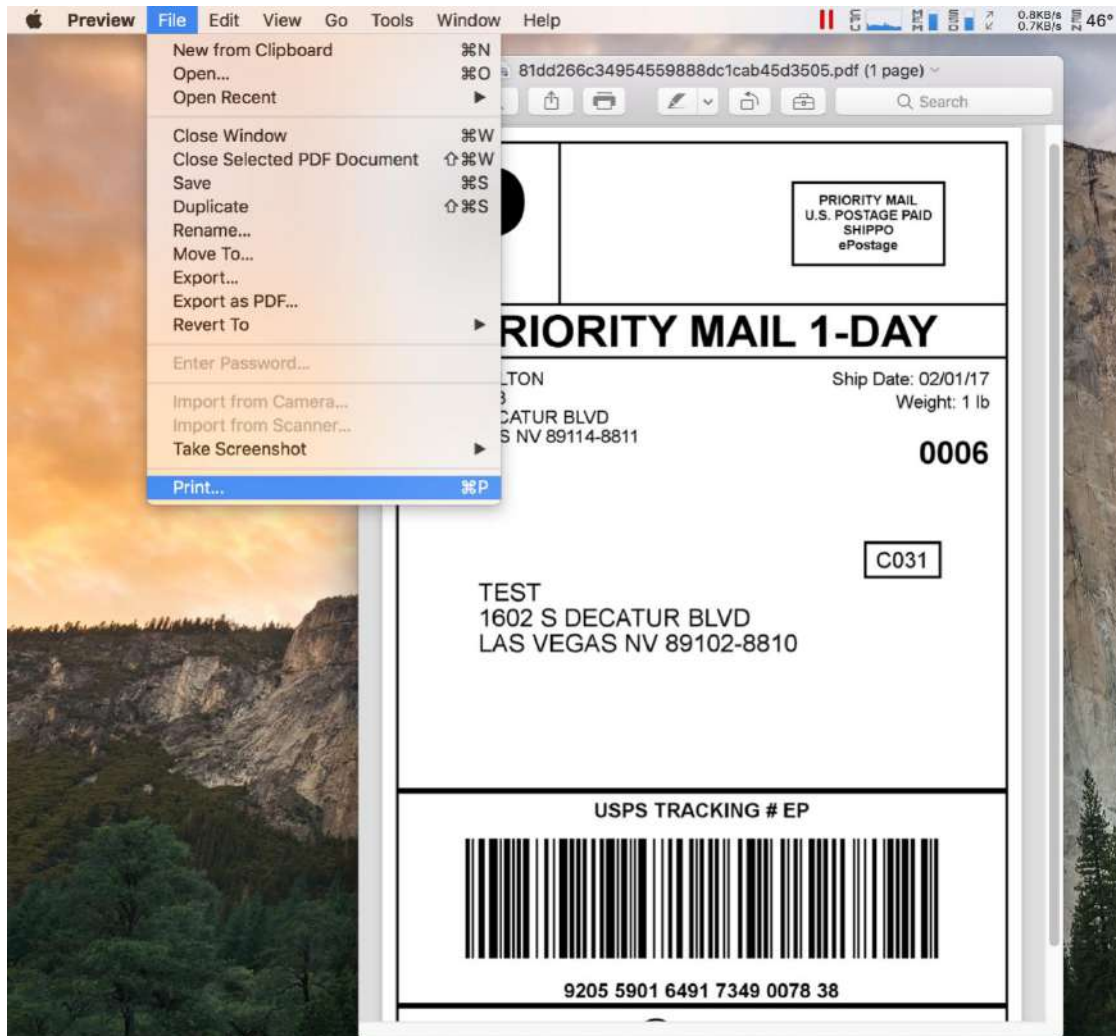 Preview File Edit View Go Tools Window Help 0.8KB/s 46°
0.7KB/s
New from Clipboard ⌘N
Open... ⌘O
Open Recent ▶
Close Window ⌘W
Close Selected PDF Document ⇧⌘W
Save ⌘S
Duplicate ⇧⌘S
Rename...
Move To...
Export...
Export as PDF...
Revert To ▶
Enter Password...
Import from Camera...
Import from Scanner...
Take Screenshot ▶
Print... ⌘P
81dd266c34954559888dc1cab45d3505.pdf (1 page)
Search
PRIORITY MAIL
U.S. POSTAGE PAID
SHIPPO
ePostage
RIORITY MAIL 1-DAY
LTON Ship Date: 02/01/17
Weight: 1 lb
CATUR BLVD
S NV 89114-8811
0006
C031
TEST
1602 S DECATUR BLVD
LAS VEGAS NV 89102-8810
USPS TRACKING # EP
9205 5901 6491 7349 0078 38